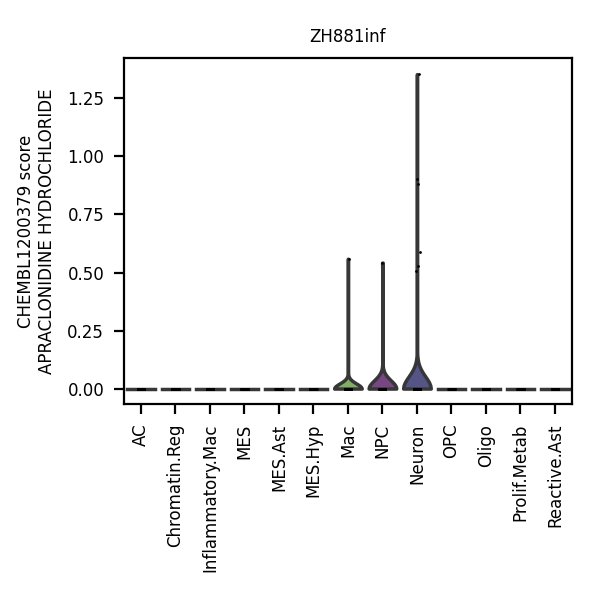 ZH881inf
CHEMBL1200379 score
APRACLONIDINE HYDROCHLORIDE
1.25
1.00
0.75
0.50
0.25
0.00
AC
Chromatin.Reg
Inflammatory.Mac
MES
MES.Ast
MES.Hyp
Mac
NPC
Neuron
OPC
Oligo
Prolif.Metab
Reactive.Ast